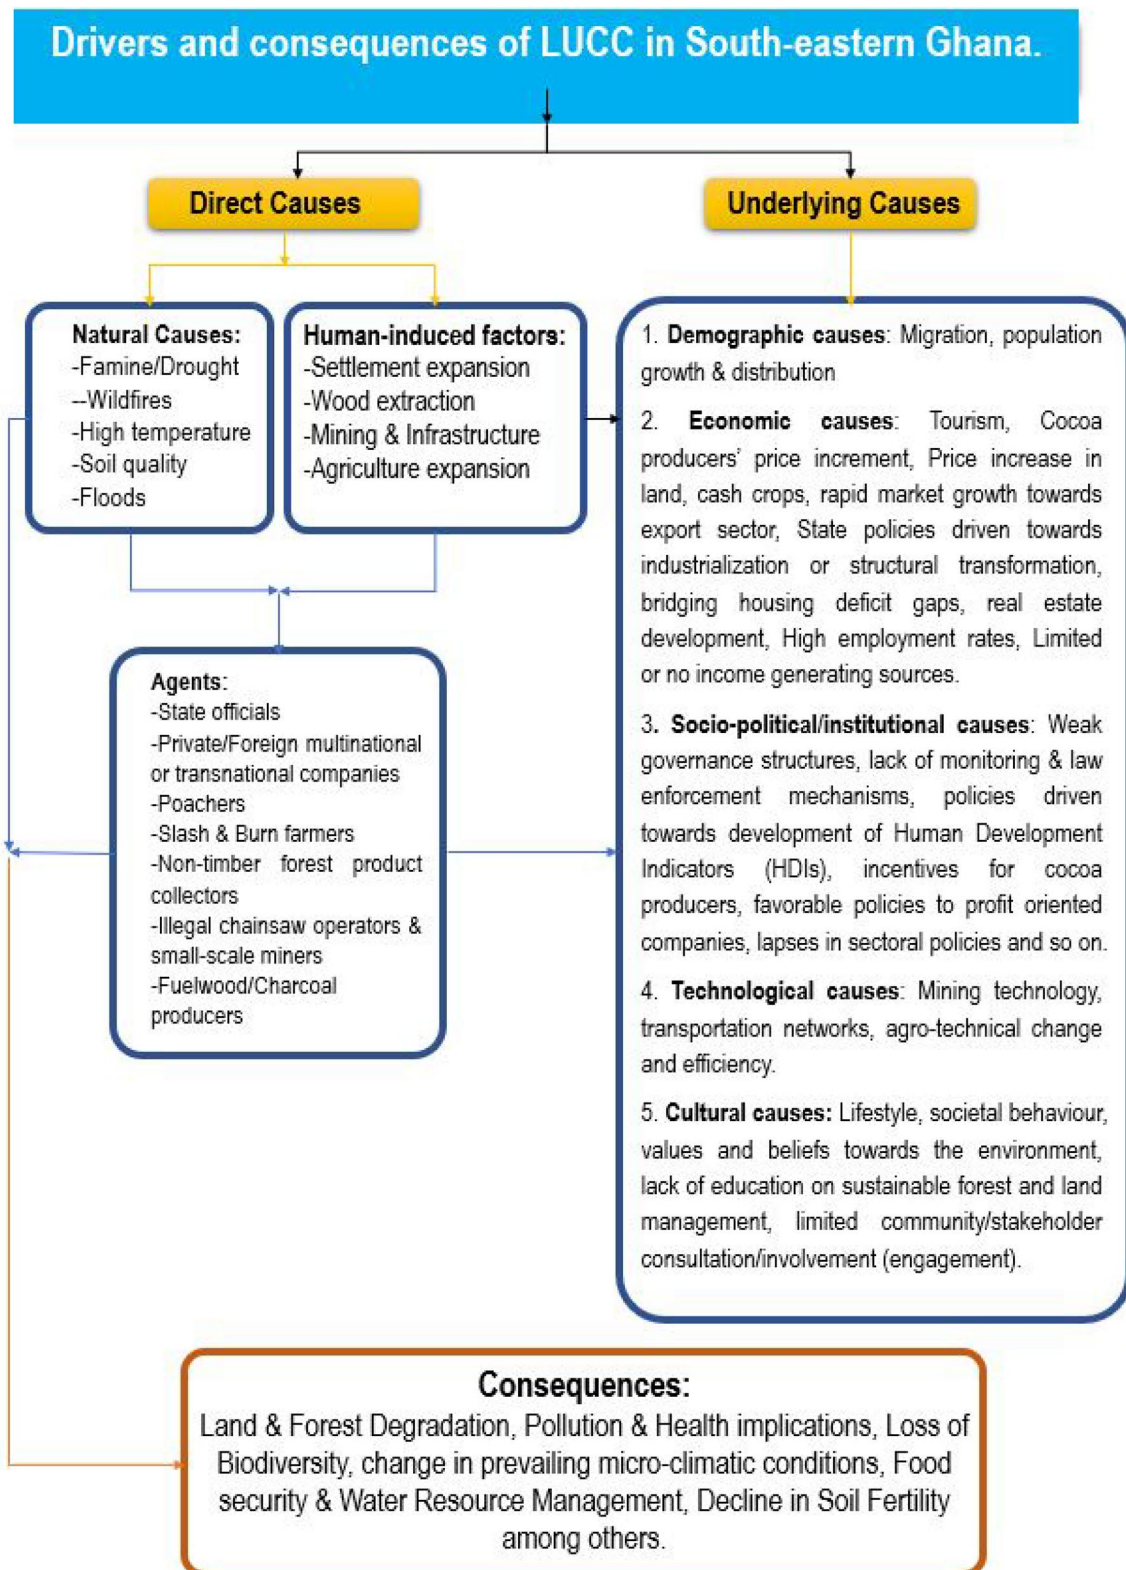 Drivers and consequences of LUCC in South-eastern Ghana.
Direct Causes
Underlying Causes
Natural Causes:
-Famine/Drought
--Wildfires
-High temperature
-Soil quality
-Floods
Human-induced factors:
-Settlement expansion
-Wood extraction
-Mining & Infrastructure
-Agriculture expansion
Agents:
-State officials
-Private/Foreign multinational
or transnational companies
-Poachers
-Slash & Burn farmers
-Non-timber forest product
collectors
-Illegal chainsaw operators &
small-scale miners
-Fuelwood/Charcoal
producers
1. Demographic causes: Migration, population
growth & distribution
2. Economic causes: Tourism, Cocoa
producers' price increment, Price increase in
land, cash crops, rapid market growth towards
export sector, State policies driven towards
industrialization or structural transformation,
bridging housing deficit gaps, real estate
development, High employment rates, Limited
or no income generating sources.
3. Socio-political/institutional causes: Weak
governance structures, lack of monitoring & law
enforcement mechanisms, policies driven
towards development of Human Development
Indicators (HDIs), incentives for cocoa
producers, favorable policies to profit oriented
companies, lapses in sectoral policies and so on.
4. Technological causes: Mining technology,
transportation networks, agro-technical change
and efficiency.
5. Cultural causes: Lifestyle, societal behaviour,
values and beliefs towards the environment,
lack of education on sustainable forest and land
management, limited community/stakeholder
consultation/involvement (engagement).
Consequences:
Land & Forest Degradation, Pollution & Health implications, Loss of
Biodiversity, change in prevailing micro-climatic conditions, Food
security & Water Resource Management, Decline in Soil Fertility
among others.